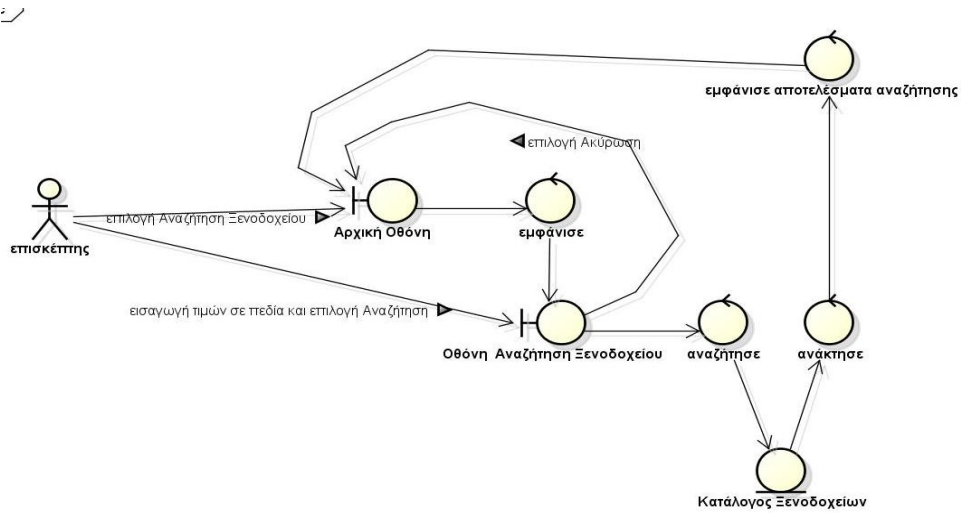 εμφάνισε αποτελέσματα αναζήτησης
επιλογή Ακύρωση
επιλογή Αναζήτηση Ξενοδοχείου
Αρχική Οθόνη
εμφάνισε
επισκέπτης
εισαγωγή τιμών σε πεδία και επιλογή Αναζήτηση
Οθόνη Αναζήτηση Ξενοδοχείου
αναζήτησε
ανάκτησε
Κατάλογος Ξενοδοχείων